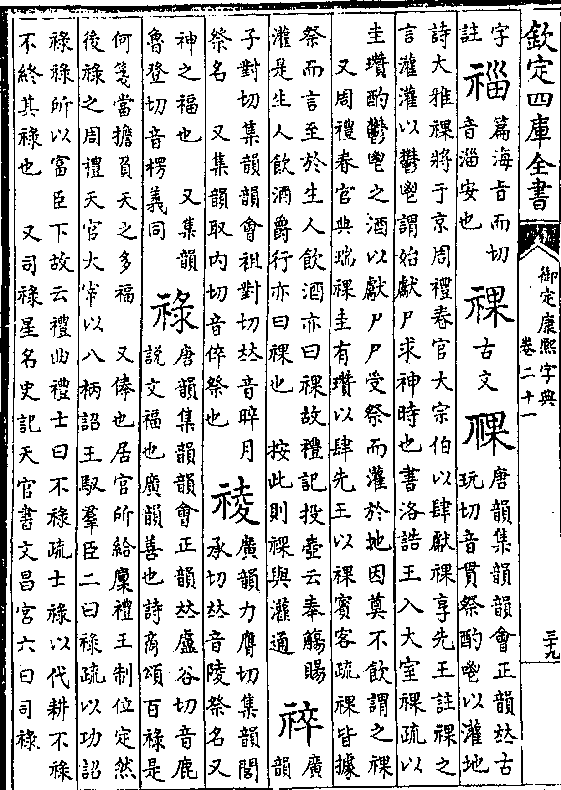 欽定四庫全書
御定康熙字典
卷二十一
三十九
字 篇海音而切 祼 古文 唐韻集韻韻會正韻𠀤古
註 音淄安也 玩切音貫祭酌鬯以灌地
詩大雅祼將于京周禮春官大宗伯以肆獻祼享先王註祼之
言灌灌以鬱鬯謂始獻尸求神時也書洛誥王入大室祼疏以
圭瓚酌鬱鬯之酒以獻尸尸受祭而灌於地因奠不飲謂之祼
又周禮春官典瑞祼圭有瓚以肆先王以祼賓客疏祼皆據
祭而言至於生人飲酒亦曰祼故禮記投壺云奉觴賜
灌是生人飲酒爵行亦曰祼也 按此則祼與灌通 䘹 廣
韻
子對切集韻韻會祖對切𠀤音晬月
祭名 又集韻取內切音倅祭也
祾 廣韻力膺切集韻閭
承切𠀤音陵祭名又
神之福也 又集韻
魯登切音楞義同
祿 唐韻集韻韻會正韻𠀤盧谷切音鹿
說文福也廣韻善也詩商頌百祿是
何箋當擔負天之多福 又俸也居官所給廩禮王制位定然
後祿之周禮天官大宰以八柄詔王馭羣臣二曰祿疏以功詔
祿祿所以富臣下故云禮曲禮士曰不祿疏士祿以代耕不祿
不終其祿也 又司祿星名史記天官書文昌宮六曰司祿